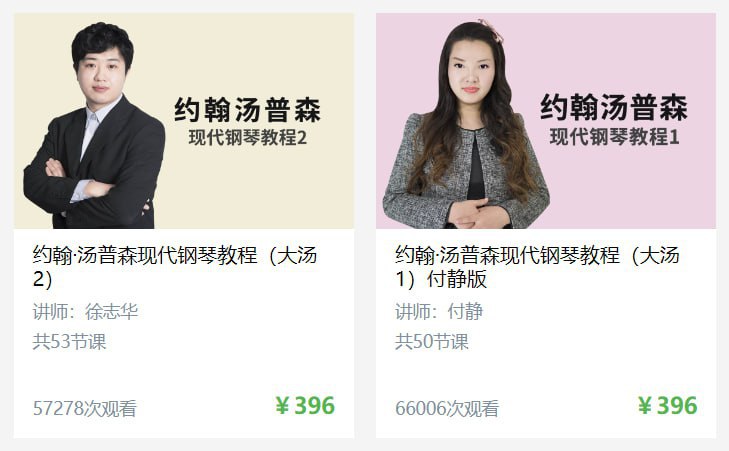 约翰汤普森
现代钢琴教程2
约翰·汤普森现代钢琴教程（大汤
2）
讲师：徐志华
共53节课
57278次观看
￥396
约翰汤普森
现代钢琴教程1
约翰·汤普森现代钢琴教程（大汤
1）付静版
讲师：付静
共50节课
66006次观看
￥396